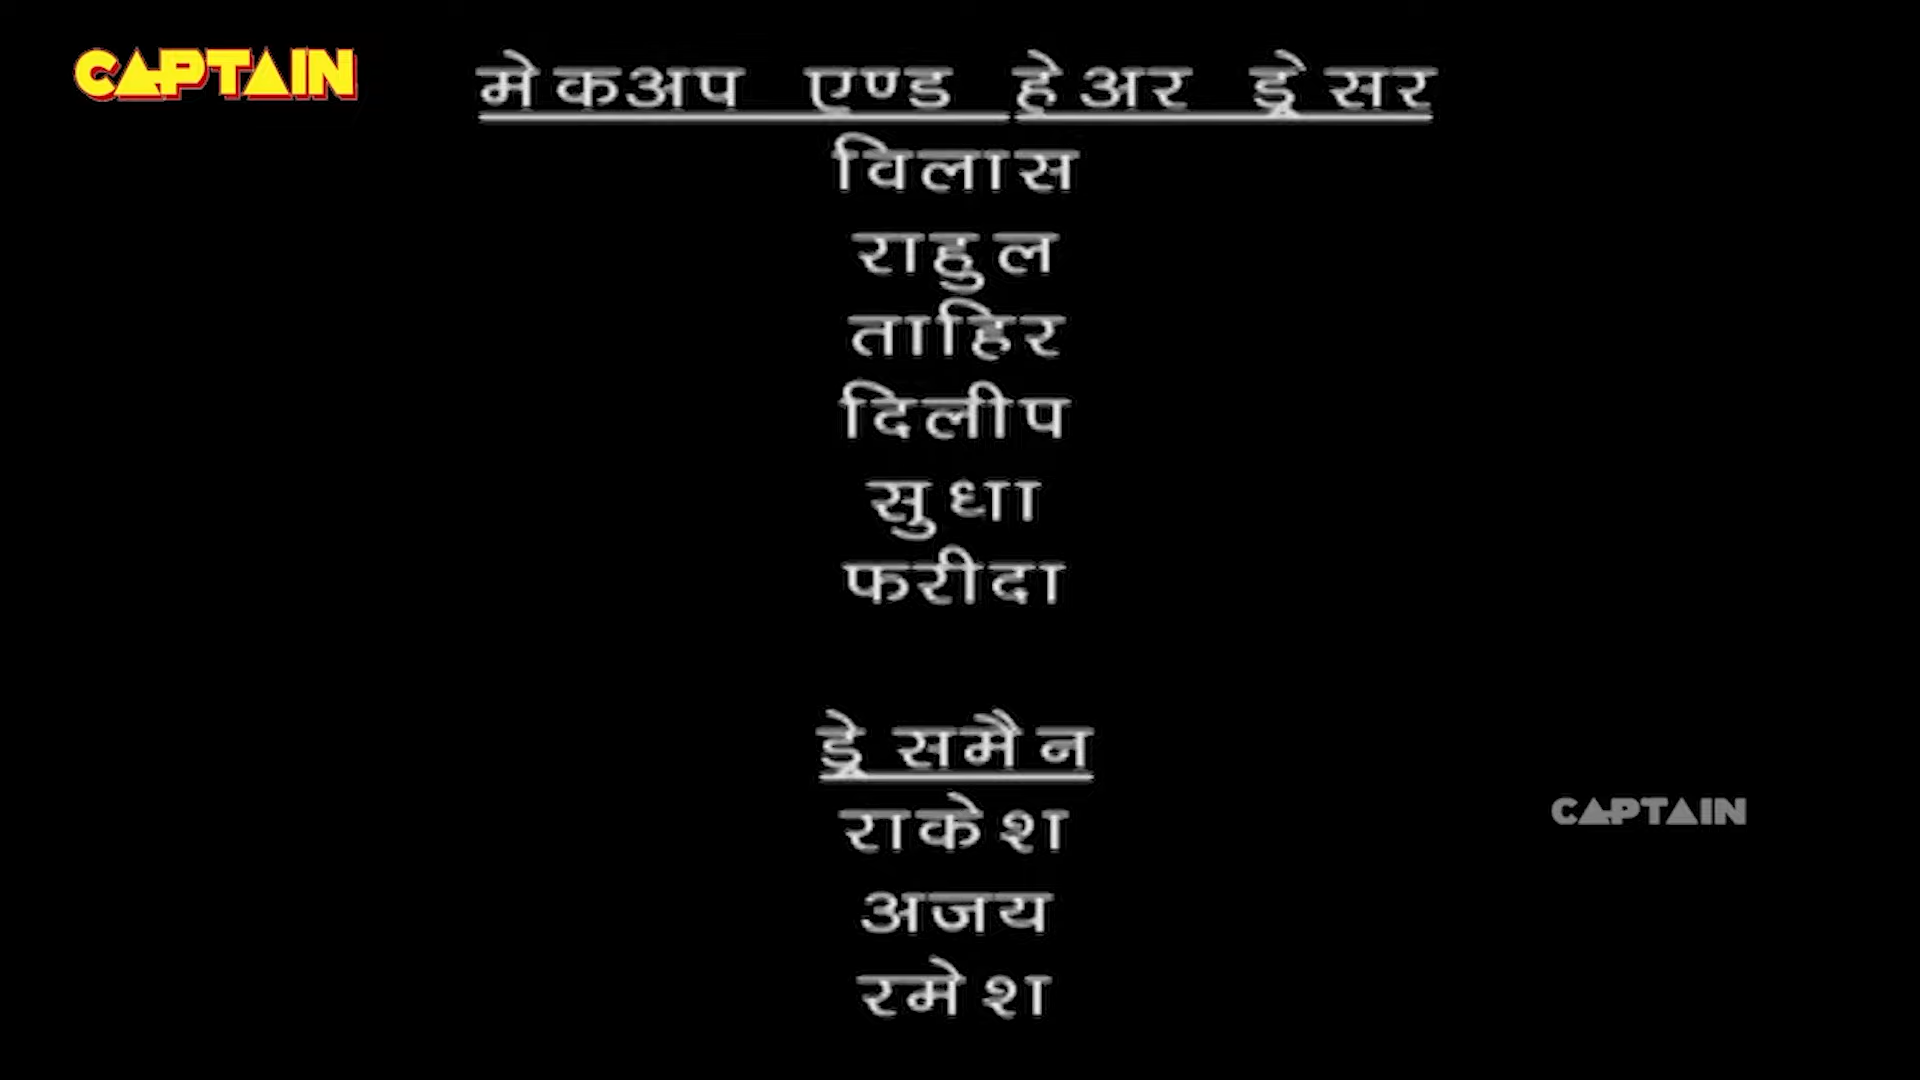 CAPTAIN
मेकअप एण्ड हेअर ड्रेसर
विलास
राहुल
ताहिर
दिलीप
सुधा
फरीदा
ड्रेसमैन
राकेश
CAPTAIN
अजय
रमेश